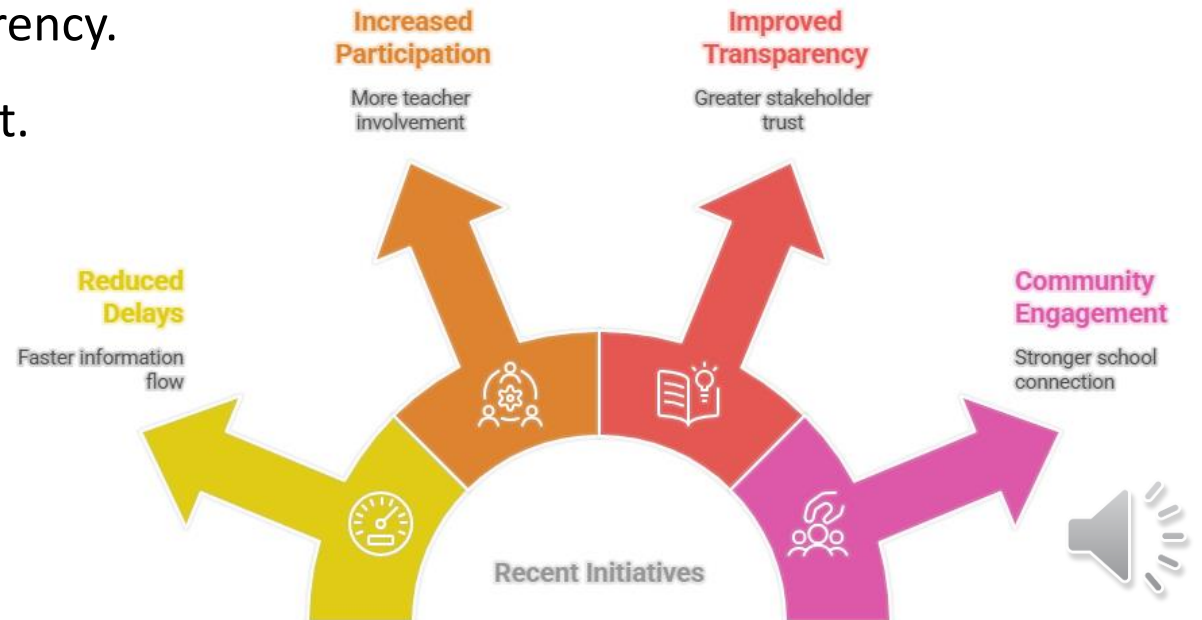 rency.
t.
Increased
Participation
More teacher
involvement
Improved
Transparency
Greater stakeholder
trust
Reduced
Delays
Faster information
flow
Community
Engagement
Stronger school
connection
Recent Initiatives